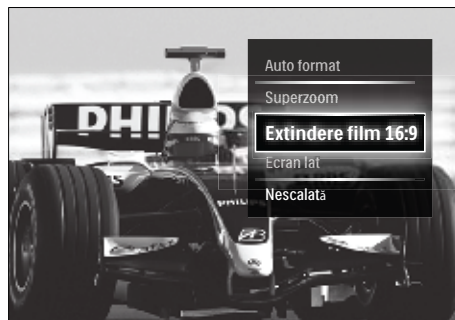 Auto format
Superzoom
Extindere film 16:9
Ecran lat
Nescalată
PHILIPS